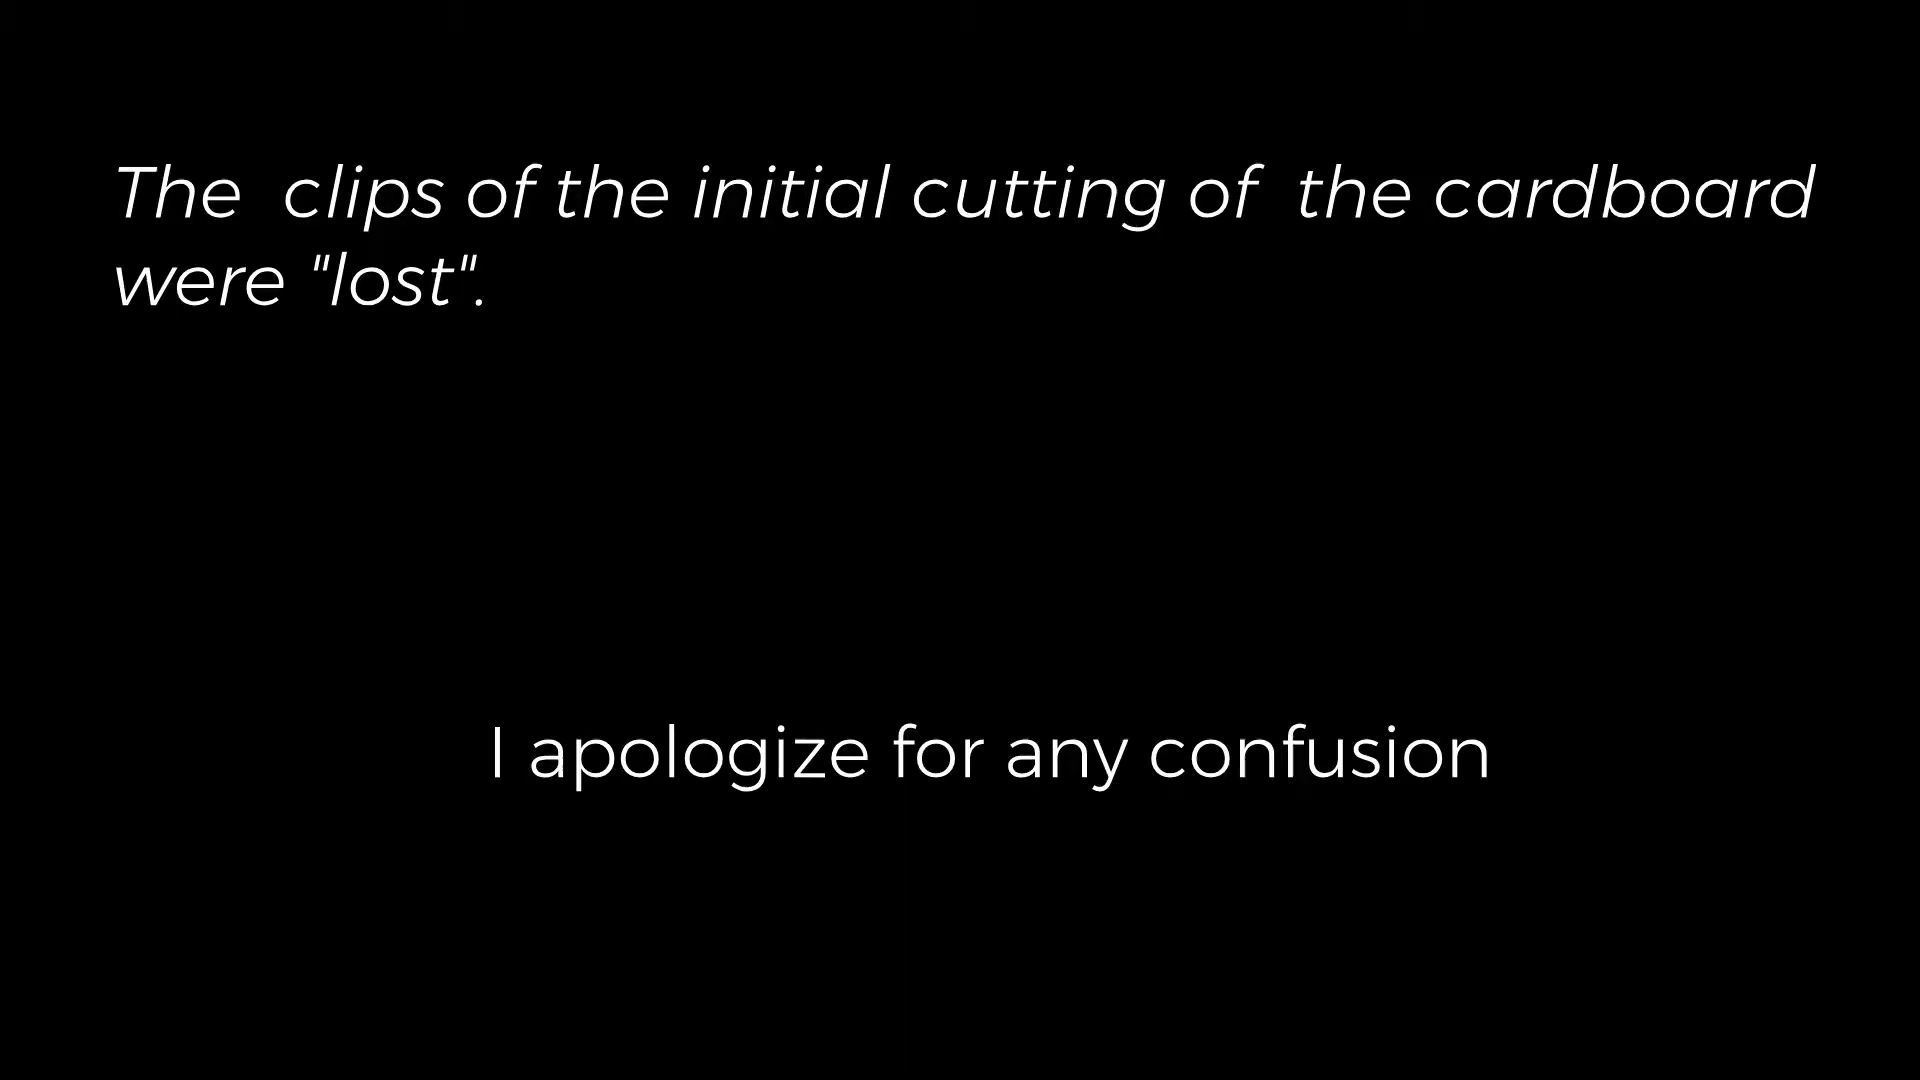 The  clips of the initial cutting of  the cardboard
were "lost".
I apologize for any confusion